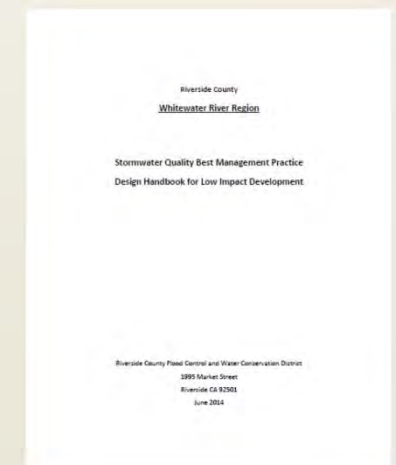 Riverside County
Whitewater River Region
Stormwater Quality Best Management Practice
Design Handbook for Low Impact Development
Riverside County Flood Control and Water Conservation District
1995 Market Street
Riverside CA 92501
June 2014